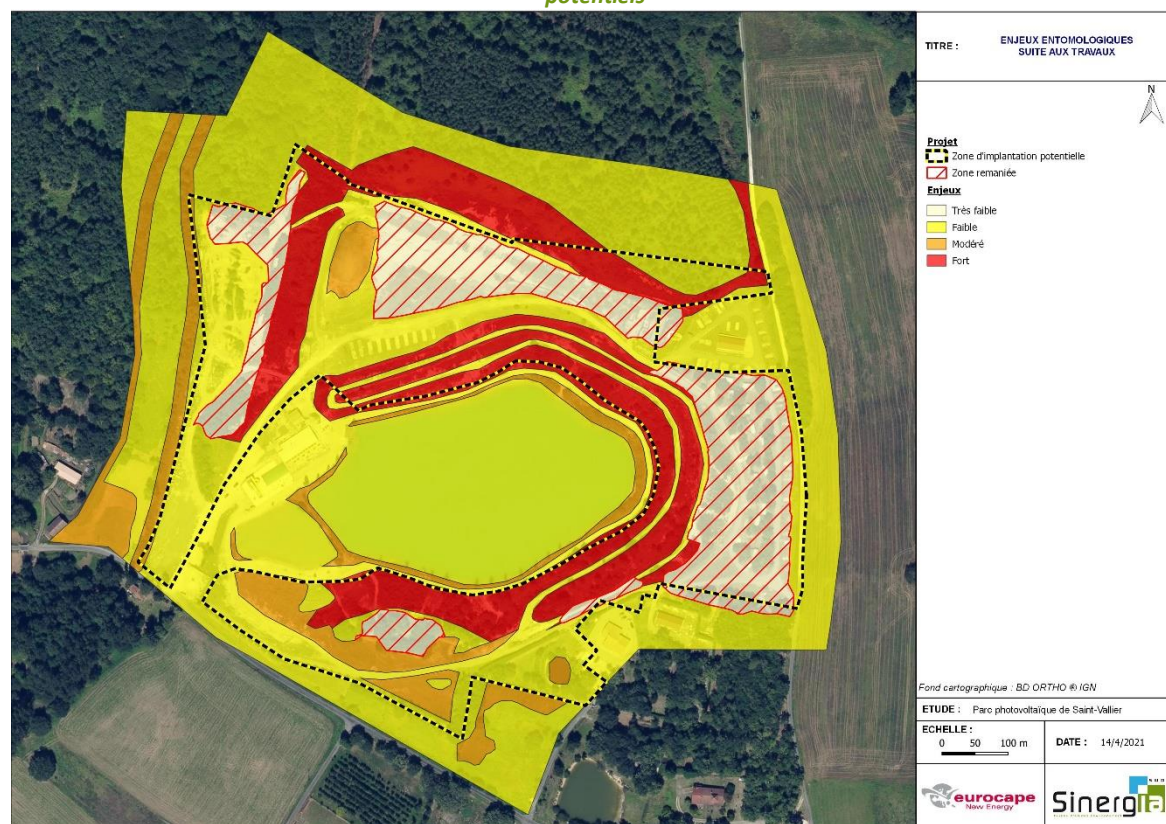 potentiels
TITRE :
ENJEUX ENTOMOLOGIQUES
SUITE AUX TRAVAUX
N
Projet
Zone d'implantation potentielle
Zone remaniée
Enjeux
Très faible
Faible
Modéré
Fort
Fond cartographique : BD ORTHO ® IGN
ETUDE : Parc photovoltaïque de Saint-Vallier
ECHELLE :
0 50 100 m
DATE : 14/4/2021
eurocape
New Energy
Sinergia
SUD